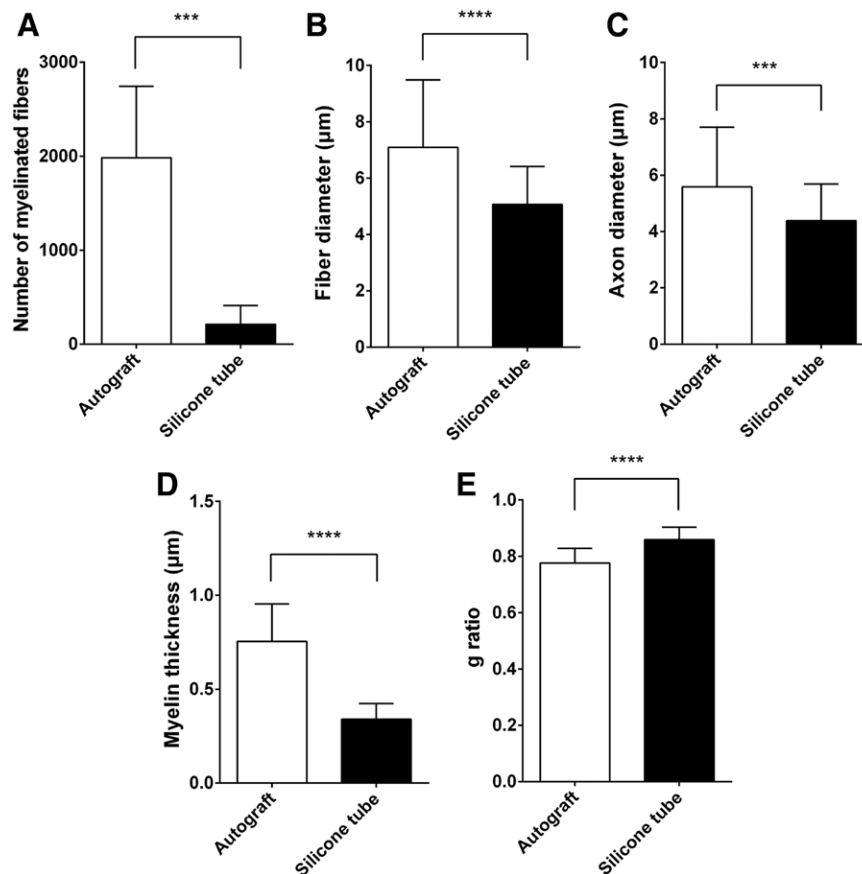 A
***
Number of myelinated fibers
3000
2000
1000
0
Autograft
Silicone tube
B
****
Fiber diameter (µm)
10
8
6
4
2
0
Autograft
Silicone tube
C
***
Axon diameter (µm)
10
8
6
4
2
0
Autograft
Silicone tube
D
****
Myelin thickness (µm)
1.5
1.0
0.5
0.0
Autograft
Silicone tube
E
****
g ratio
1.0
0.8
0.6
0.4
0.2
0.0
Autograft
Silicone tube